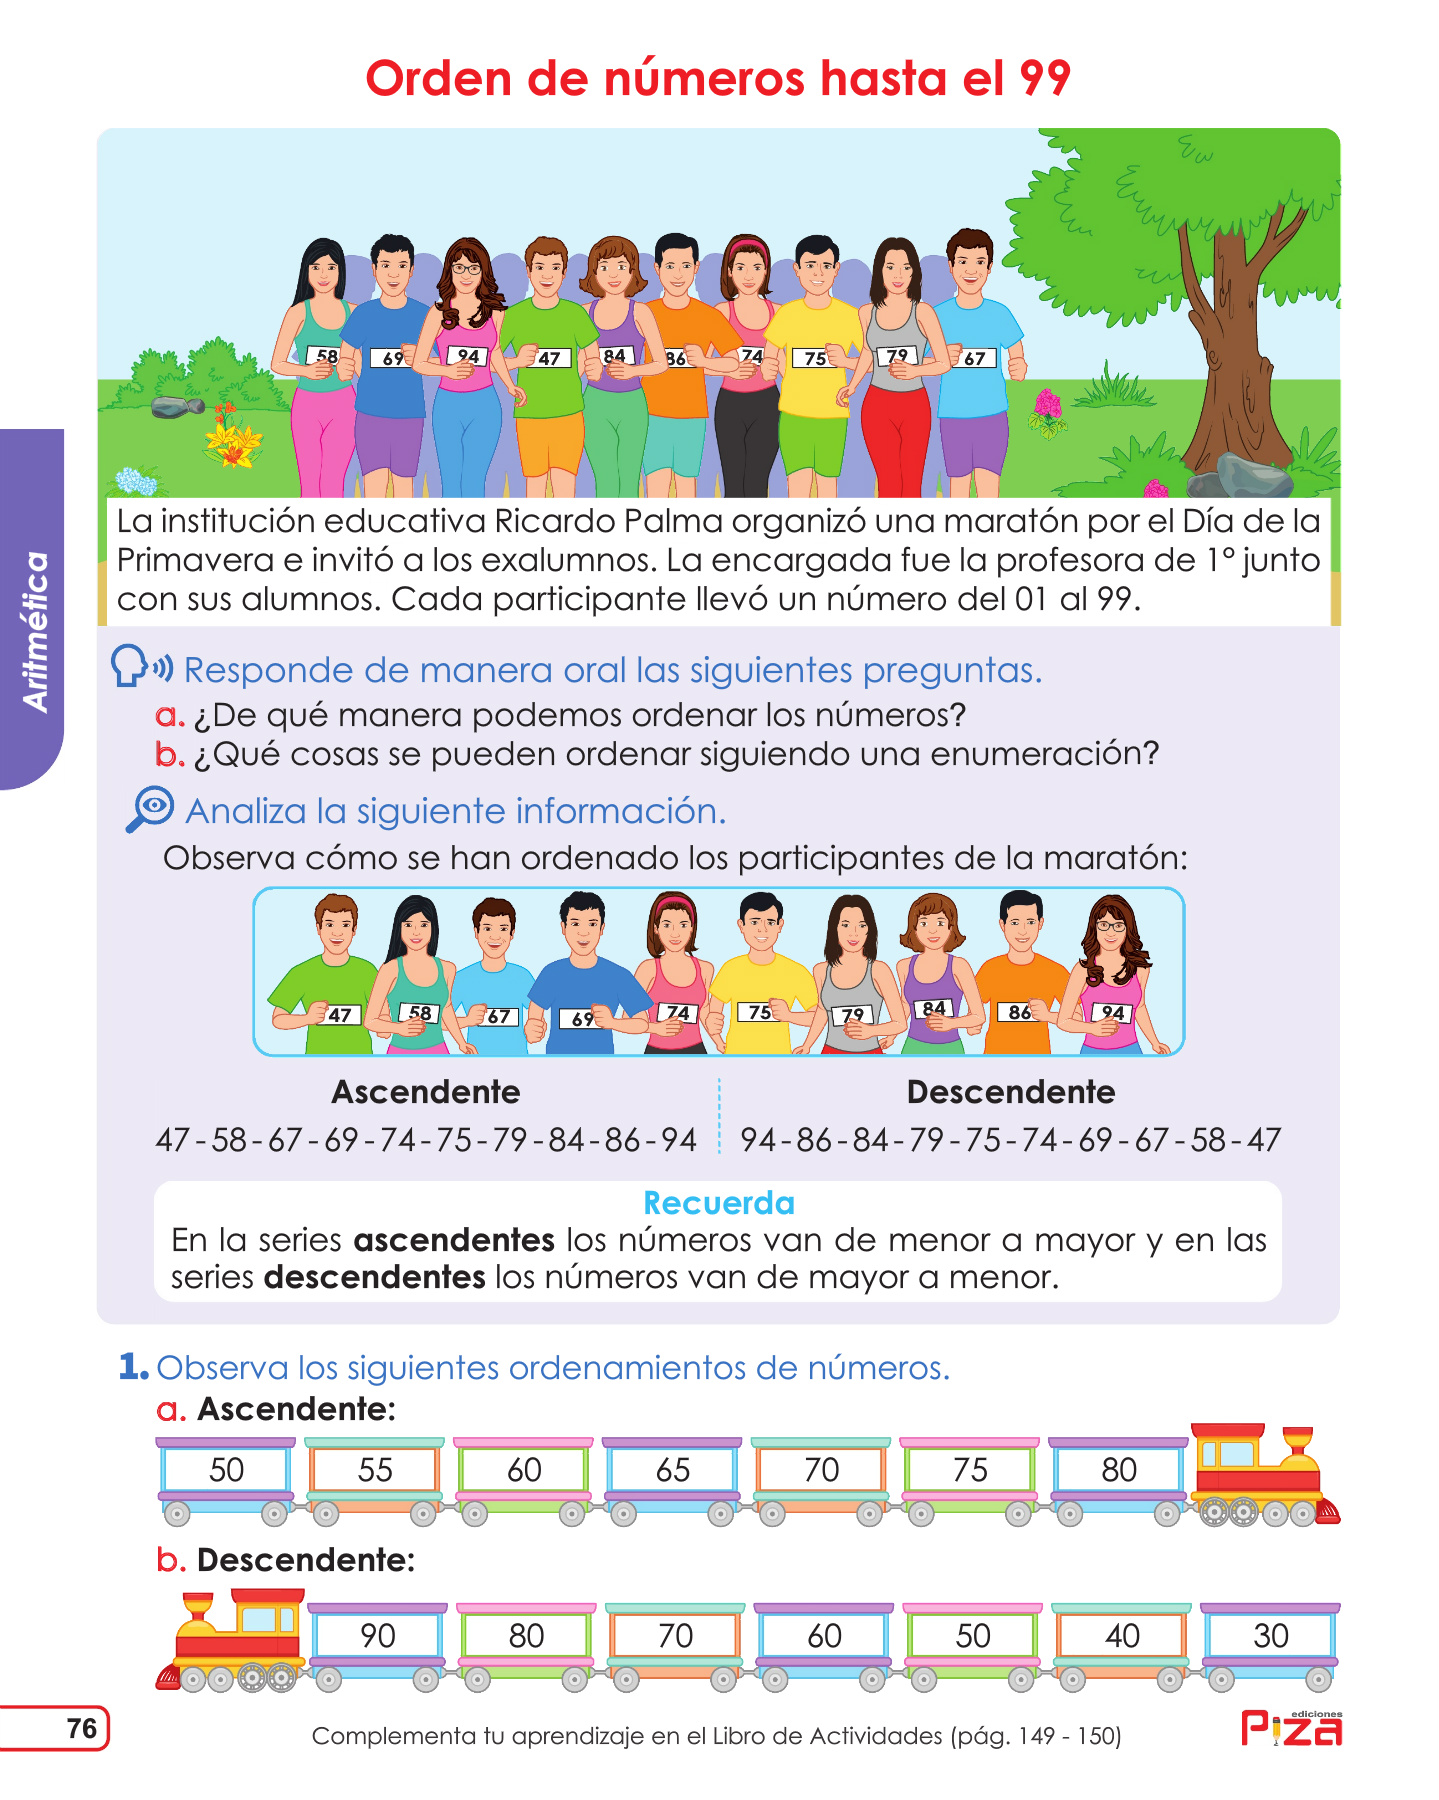 Orden de números hasta el 99
58 69 94 47 84 86 74 75 79 67
La institución educativa Ricardo Palma organizó una maratón por el Día de la
Primavera e invitó a los exalumnos. La encargada fue la profesora de 1° junto
con sus alumnos. Cada participante llevó un número del 01 al 99.
Aritmética
Responde de manera oral las siguientes preguntas.
a. ¿De qué manera podemos ordenar los números?
b. ¿Qué cosas se pueden ordenar siguiendo una enumeración?
Analiza la siguiente información.
Observa cómo se han ordenado los participantes de la maratón:
47 58 67 69 74 75 79 84 86 94
Ascendente
47 - 58 - 67 - 69 - 74 - 75 - 79 - 84 - 86 - 94
Descendente
94 - 86 - 84 - 79 - 75 - 74 - 69 - 67 - 58 - 47
Recuerda
En la series ascendentes los números van de menor a mayor y en las
series descendentes los números van de mayor a menor.
1. Observa los siguientes ordenamientos de números.
a. Ascendente:
50 55 60 65 70 75 80
b. Descendente:
90 80 70 60 50 40 30
76
Complementa tu aprendizaje en el Libro de Actividades (pág. 149 - 150)
ediciones
Piza